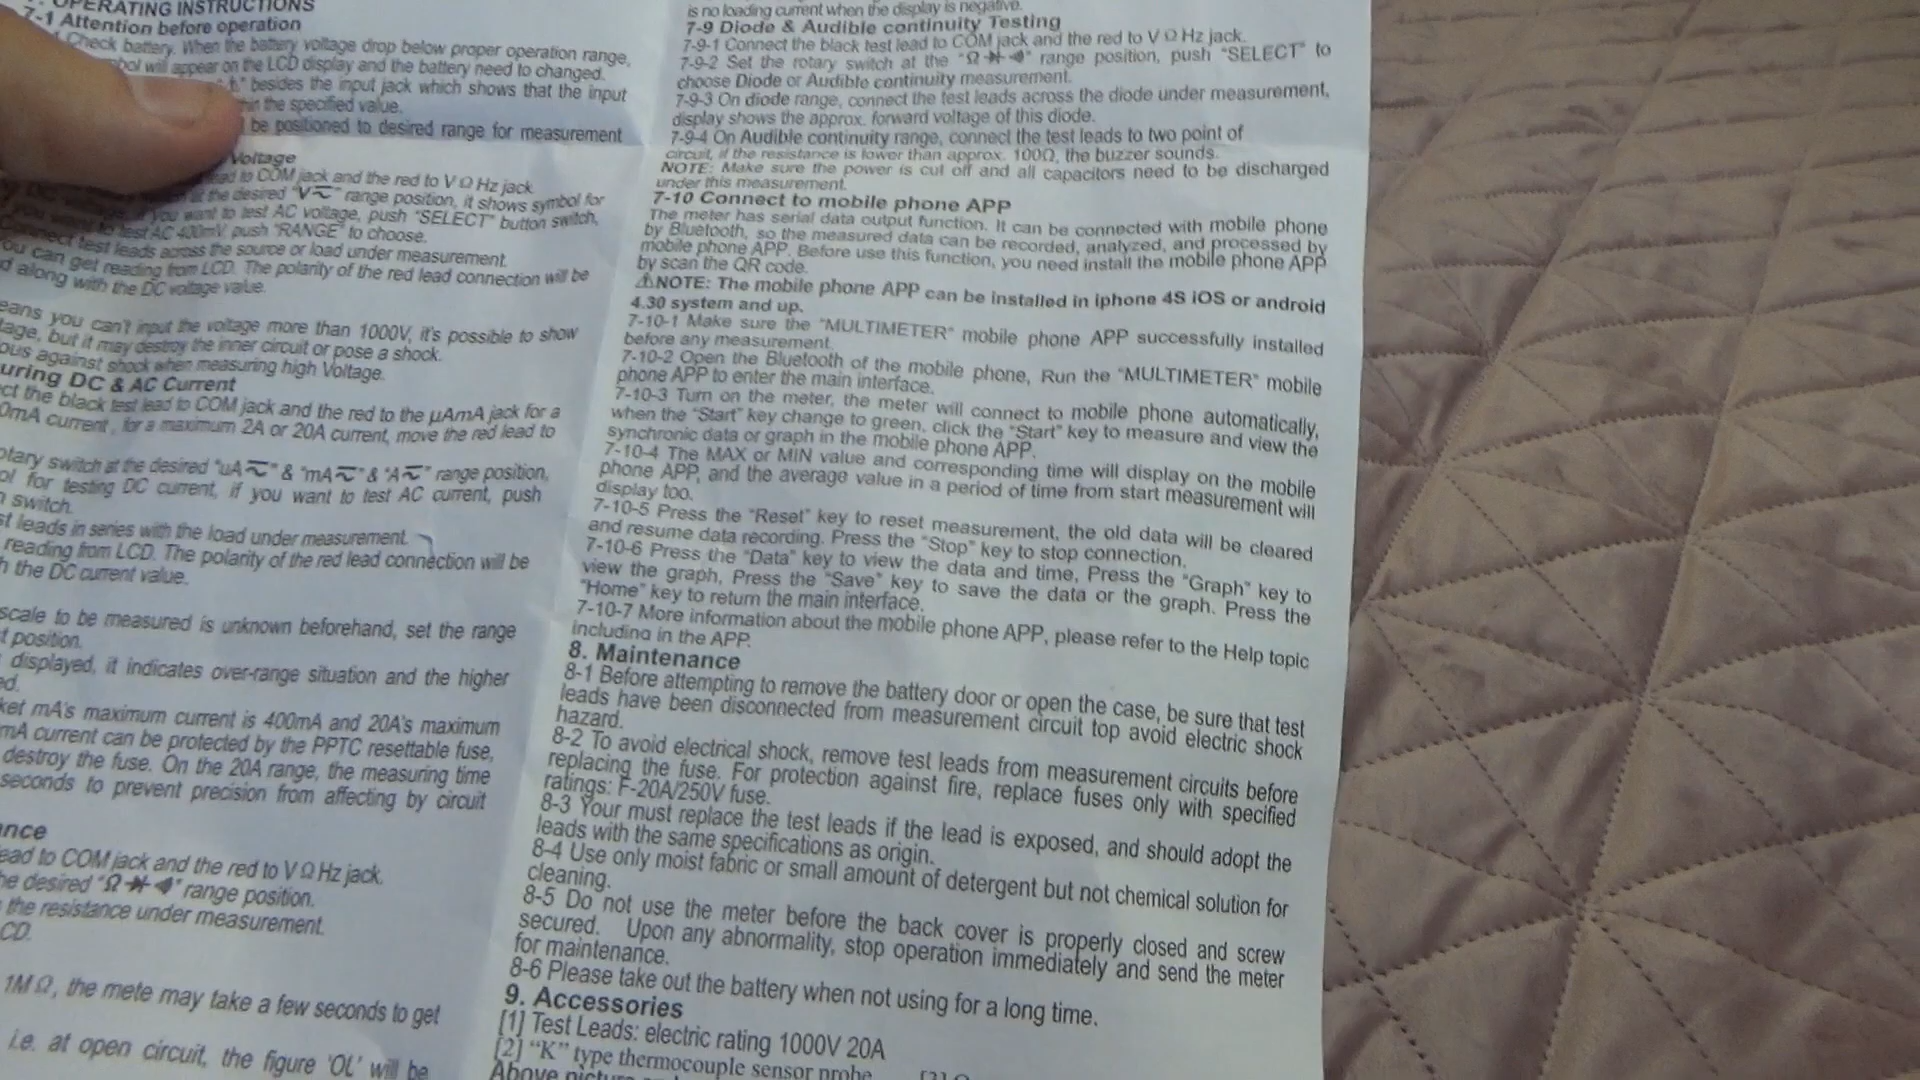 OPERATING INSTRUCTIONS
7-1 Attention before operation
Check battery. When the battery voltage drop below proper operation range,
will appear on the LCD display and the battery need to changed.
besides the input jack which shows that the input
the specified value.
be positioned to desired range for measurement
Voltage
to COM jack and the red to V Ω Hz jack.
the desired "V⎓" range position, it shows symbol for
you want to test AC voltage, push "SELECT" button switch,
test AC 400mV push "RANGE" to choose.
Connect test leads across the source or load under measurement.
You can get reading from LCD. The polarity of the red lead connection will be
along with the DC voltage value.
you can't input the voltage more than 1000V, it's possible to show
but it may destroy the inner circuit or pose a shock.
against shock when measuring high Voltage.
DC & AC Current
the black test lead to COM jack and the red to the μAmA jack for a
current, for a maximum 2A or 20A current, move the red lead to
switch at the desired "uA⎓" & "mA⎓" & "A⎓" range position,
for testing DC current, if you want to test AC current, push
switch.
leads in series with the load under measurement.
reading from LCD. The polarity of the red lead connection will be
the DC current value.
scale to be measured is unknown beforehand, set the range
position.
displayed, it indicates over-range situation and the higher
mA's maximum current is 400mA and 20A's maximum
mA current can be protected by the PPTC resettable fuse,
destroy the fuse. On the 20A range, the measuring time
seconds to prevent precision from affecting by circuit
to COM jack and the red to V Ω Hz jack.
desired "Ω" range position.
the resistance under measurement.
1MΩ, the mete may take a few seconds to get
i.e. at open circuit, the figure 'OL' will be
is no loading current when the display is negative.
7-9 Diode & Audible continuity Testing
7-9-1 Connect the black test lead to COM jack and the red to V Ω Hz jack.
7-9-2 Set the rotary switch at the "Ω" range position, push "SELECT" to
choose Diode or Audible continuity measurement.
7-9-3 On diode range, connect the test leads across the diode under measurement,
display shows the approx. forward voltage of this diode.
7-9-4 On Audible continuity range, connect the test leads to two point of
circuit, if the resistance is lower than approx. 100Ω, the buzzer sounds.
NOTE: Make sure the power is cut off and all capacitors need to be discharged
under this measurement.
7-10 Connect to mobile phone APP
The meter has serial data output function. It can be connected with mobile phone
by Bluetooth, so the measured data can be recorded, analyzed, and processed by
mobile phone APP. Before use this function, you need install the mobile phone APP
by scan the QR code.
⚠NOTE: The mobile phone APP can be installed in iphone 4S iOS or android
4.30 system and up.
7-10-1 Make sure the "MULTIMETER" mobile phone APP successfully installed
before any measurement.
7-10-2 Open the Bluetooth of the mobile phone, Run the "MULTIMETER" mobile
phone APP to enter the main interface.
7-10-3 Turn on the meter, the meter will connect to mobile phone automatically,
when the "Start" key change to green, click the "Start" key to measure and view the
synchronic data or graph in the mobile phone APP.
7-10-4 The MAX or MIN value and corresponding time will display on the mobile
phone APP, and the average value in a period of time from start measurement will
display too.
7-10-5 Press the "Reset" key to reset measurement, the old data will be cleared
and resume data recording. Press the "Stop" key to stop connection.
7-10-6 Press the "Data" key to view the data and time, Press the "Graph" key to
view the graph, Press the "Save" key to save the data or the graph. Press the
"Home" key to return the main interface.
7-10-7 More information about the mobile phone APP, please refer to the Help topic
including in the APP.
8. Maintenance
8-1 Before attempting to remove the battery door or open the case, be sure that test
leads have been disconnected from measurement circuit top avoid electric shock
hazard.
8-2 To avoid electrical shock, remove test leads from measurement circuits before
replacing the fuse. For protection against fire, replace fuses only with specified
ratings: F-20A/250V fuse.
8-3 Your must replace the test leads if the lead is exposed, and should adopt the
leads with the same specifications as origin.
8-4 Use only moist fabric or small amount of detergent but not chemical solution for
cleaning.
8-5 Do not use the meter before the back cover is properly closed and screw
secured. Upon any abnormality, stop operation immediately and send the meter
for maintenance.
8-6 Please take out the battery when not using for a long time.
9. Accessories
[1] Test Leads: electric rating 1000V 20A
[2] "K" type thermocouple sensor probe
Above